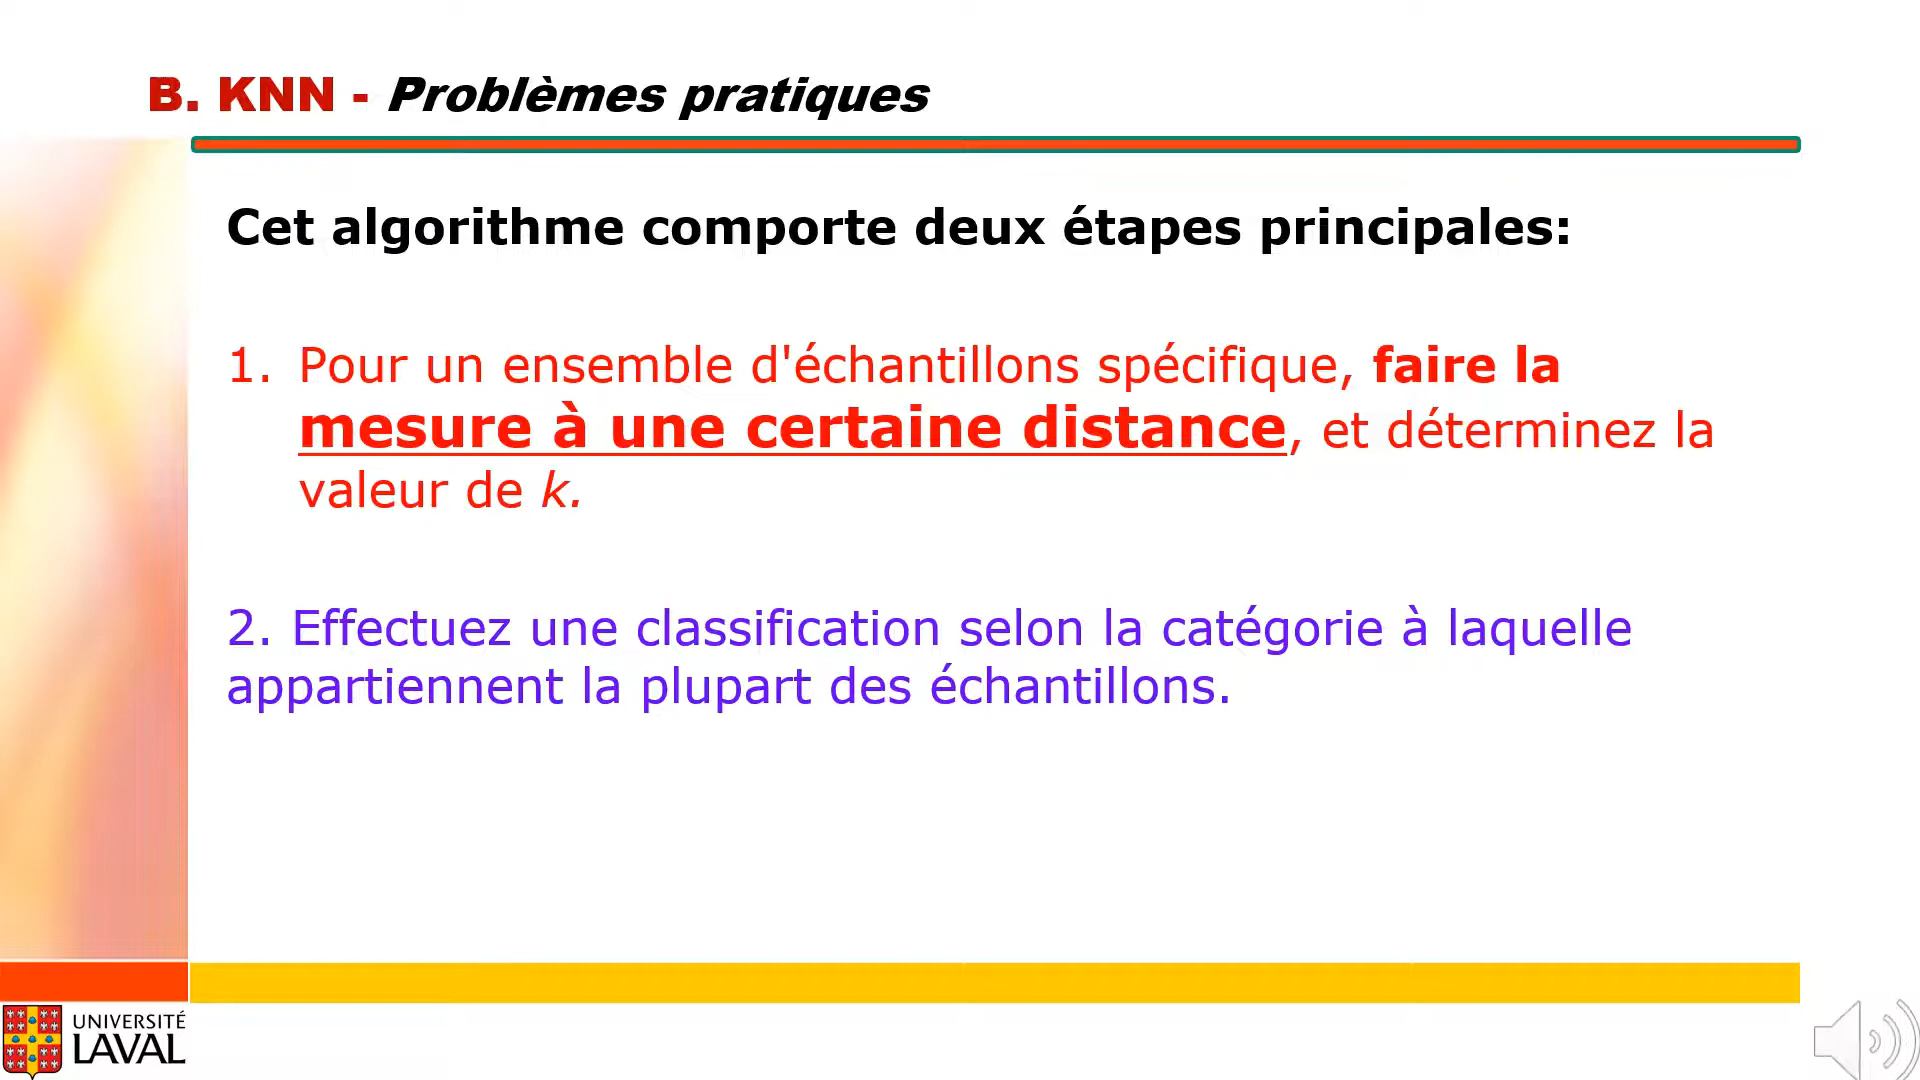 B. KNN - Problèmes pratiques
Cet algorithme comporte deux étapes principales:
1. Pour un ensemble d'échantillons spécifique, faire la
mesure à une certaine distance, et déterminez la
valeur de k.
2. Effectuez une classification selon la catégorie à laquelle
appartiennent la plupart des échantillons.
UNIVERSITÉ
LAVAL